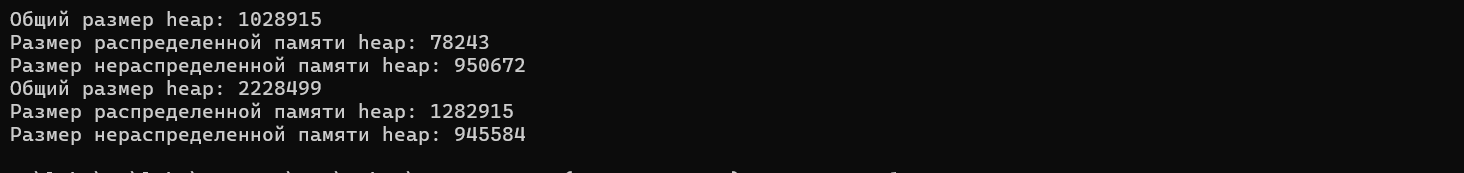 Общий размер heap: 1028915
Размер распределенной памяти heap: 78243
Размер нераспределенной памяти heap: 950672
Общий размер heap: 2228499
Размер распределенной памяти heap: 1282915
Размер нераспределенной памяти heap: 945584